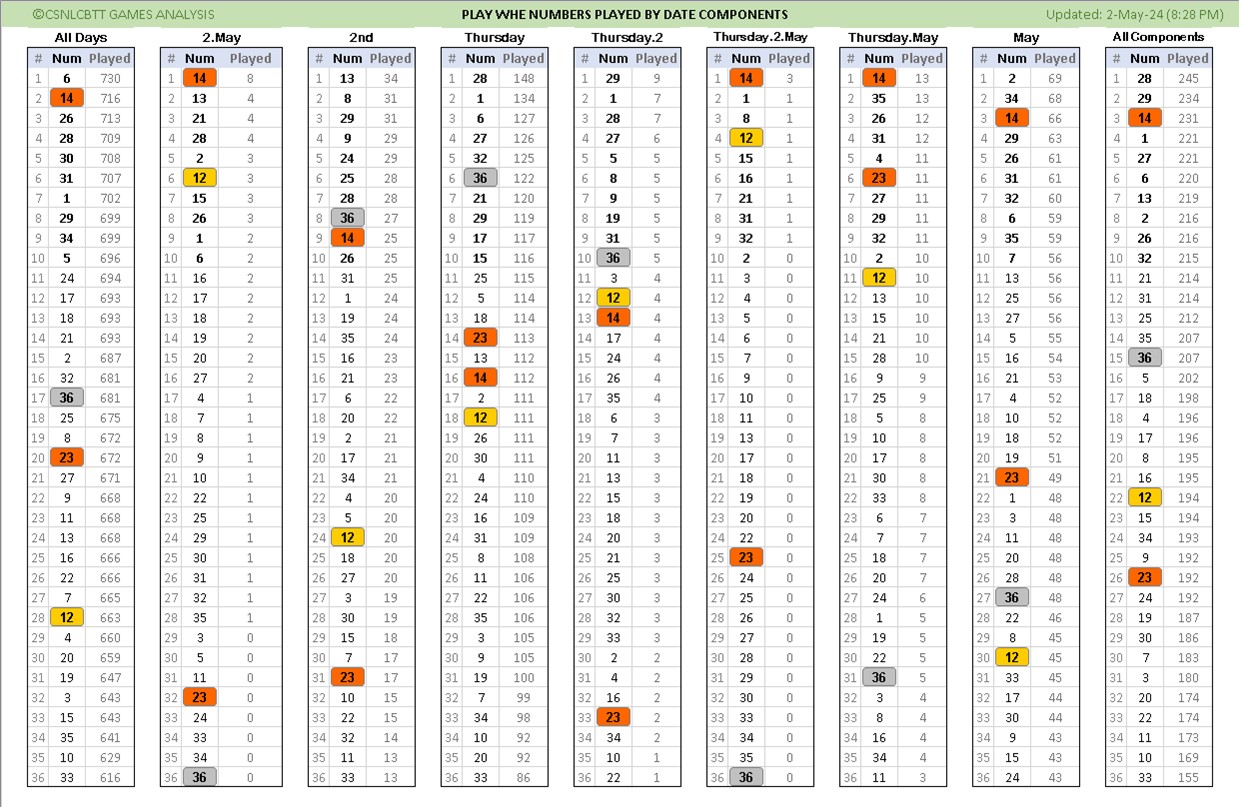 ©CSNLCBTT GAMES ANALYSIS PLAY WHE NUMBERS PLAYED BY DATE COMPONENTS Updated: 2-May-24 (8:28 PM)
All Days 2.May 2nd Thursday Thursday.2 Thursday.2.May Thursday.May May All Components
# Num Played # Num Played # Num Played # Num Played # Num Played # Num Played # Num Played # Num Played # Num Played
1 6 730 1 14 8 1 13 34 1 28 148 1 29 9 1 14 3 1 14 13 1 2 69 1 28 245
2 14 716 2 13 4 2 8 31 2 1 134 2 1 7 2 1 1 2 35 13 2 34 68 2 29 234
3 26 713 3 21 4 3 29 31 3 6 127 3 28 7 3 8 1 3 26 12 3 14 66 3 14 231
4 28 709 4 28 4 4 9 29 4 27 126 4 27 6 4 12 1 4 31 12 4 29 63 4 1 221
5 30 708 5 2 3 5 24 29 5 32 125 5 5 5 5 15 1 5 4 11 5 26 61 5 27 221
6 31 707 6 12 3 6 25 28 6 36 122 6 8 5 6 16 1 6 23 11 6 31 61 6 6 220
7 1 702 7 15 3 7 28 28 7 21 120 7 9 5 7 21 1 7 27 11 7 32 60 7 13 219
8 29 699 8 26 3 8 36 27 8 29 119 8 19 5 8 31 1 8 29 11 8 6 59 8 2 216
9 34 699 9 1 2 9 14 25 9 17 117 9 31 5 9 32 1 9 32 11 9 35 59 9 26 216
10 5 696 10 6 2 10 26 25 10 15 116 10 36 5 10 2 0 10 2 10 10 7 56 10 32 215
11 24 694 11 16 2 11 31 25 11 25 115 11 3 4 11 3 0 11 12 10 11 13 56 11 21 214
12 17 693 12 17 2 12 1 24 12 5 114 12 12 4 12 4 0 12 13 10 12 25 56 12 31 214
13 18 693 13 18 2 13 19 24 13 18 114 13 14 4 13 5 0 13 15 10 13 27 56 13 25 212
14 21 693 14 19 2 14 35 24 14 23 113 14 17 4 14 6 0 14 21 10 14 5 55 14 35 207
15 2 687 15 20 2 15 16 23 15 13 112 15 24 4 15 7 0 15 28 10 15 16 54 15 36 207
16 32 681 16 27 2 16 21 23 16 14 112 16 26 4 16 9 0 16 9 9 16 21 53 16 5 202
17 36 681 17 4 1 17 6 22 17 2 111 17 35 4 17 10 0 17 25 9 17 4 52 17 18 198
18 25 675 18 7 1 18 20 22 18 12 111 18 6 3 18 11 0 18 5 8 18 10 52 18 4 196
19 8 672 19 8 1 19 2 21 19 26 111 19 7 3 19 13 0 19 10 8 19 18 52 19 17 196
20 23 672 20 9 1 20 17 21 20 30 110 20 11 3 20 17 0 20 17 8 20 19 51 20 8 195
21 27 671 21 10 1 21 34 21 21 4 110 21 13 3 21 18 0 21 30 8 21 23 49 21 16 195
22 9 668 22 22 1 22 4 20 22 24 110 22 15 3 22 19 0 22 33 8 22 1 48 22 12 194
23 11 668 23 25 1 23 5 20 23 16 109 23 18 3 23 20 0 23 6 7 23 3 48 23 15 194
24 13 668 24 29 1 24 12 20 24 31 109 24 20 3 24 22 0 24 7 7 24 11 48 24 34 193
25 16 666 25 30 1 25 18 20 25 8 108 25 21 3 25 23 0 25 18 7 25 20 48 25 9 192
26 22 666 26 31 1 26 27 20 26 11 106 26 25 3 26 24 0 26 20 7 26 28 48 26 23 192
27 7 665 27 32 1 27 3 19 27 22 106 27 30 3 27 25 0 27 24 6 27 36 48 27 24 192
28 12 663 28 35 1 28 30 19 28 35 106 28 32 3 28 26 0 28 1 5 28 22 46 28 19 187
29 4 660 29 3 0 29 15 18 29 3 105 29 33 3 29 27 0 29 19 5 29 8 45 29 30 186
30 20 659 30 5 0 30 7 17 30 9 105 30 2 2 30 28 0 30 22 5 30 12 45 30 7 183
31 19 647 31 11 0 31 23 17 31 19 100 31 4 2 31 29 0 31 36 5 31 33 45 31 3 180
32 3 643 32 23 0 32 10 15 32 7 99 32 16 2 32 30 0 32 3 4 32 17 44 32 20 174
33 15 643 33 24 0 33 22 15 33 34 98 33 23 2 33 33 0 33 8 4 33 30 44 33 22 174
34 35 641 34 33 0 34 32 14 34 10 92 34 34 2 34 34 0 34 16 4 34 9 43 34 11 173
35 10 629 35 34 0 35 11 13 35 20 92 35 10 1 35 35 0 35 34 4 35 15 43 35 10 169
36 33 616 36 36 0 36 33 13 36 33 86 36 22 1 36 36 0 36 11 3 36 24 43 36 33 155